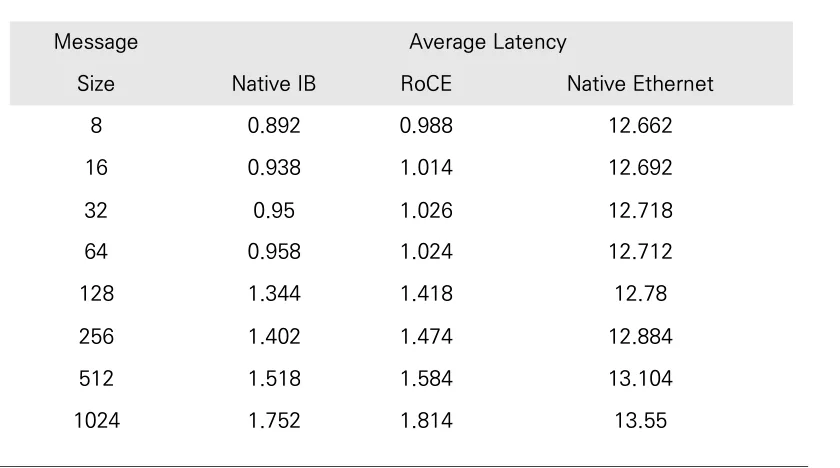 Message Average Latency
Size Native IB RoCE Native Ethernet
8 0.892 0.988 12.662
16 0.938 1.014 12.692
32 0.95 1.026 12.718
64 0.958 1.024 12.712
128 1.344 1.418 12.78
256 1.402 1.474 12.884
512 1.518 1.584 13.104
1024 1.752 1.814 13.55